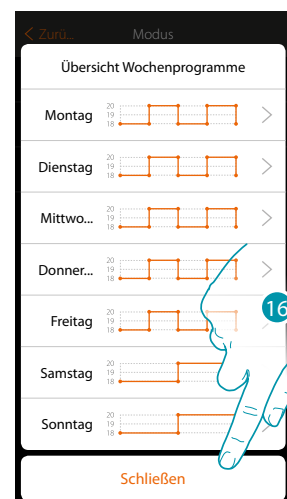 < Zurü... Modus
Übersicht Wochenprogramme
Montag 20 19 18
Dienstag 20 19 18
Mittwo... 20 19 18
Donner... 20 19 18
Freitag 20 19 18
16
Samstag 20 19 18
Sonntag 20 19 18
Schließen